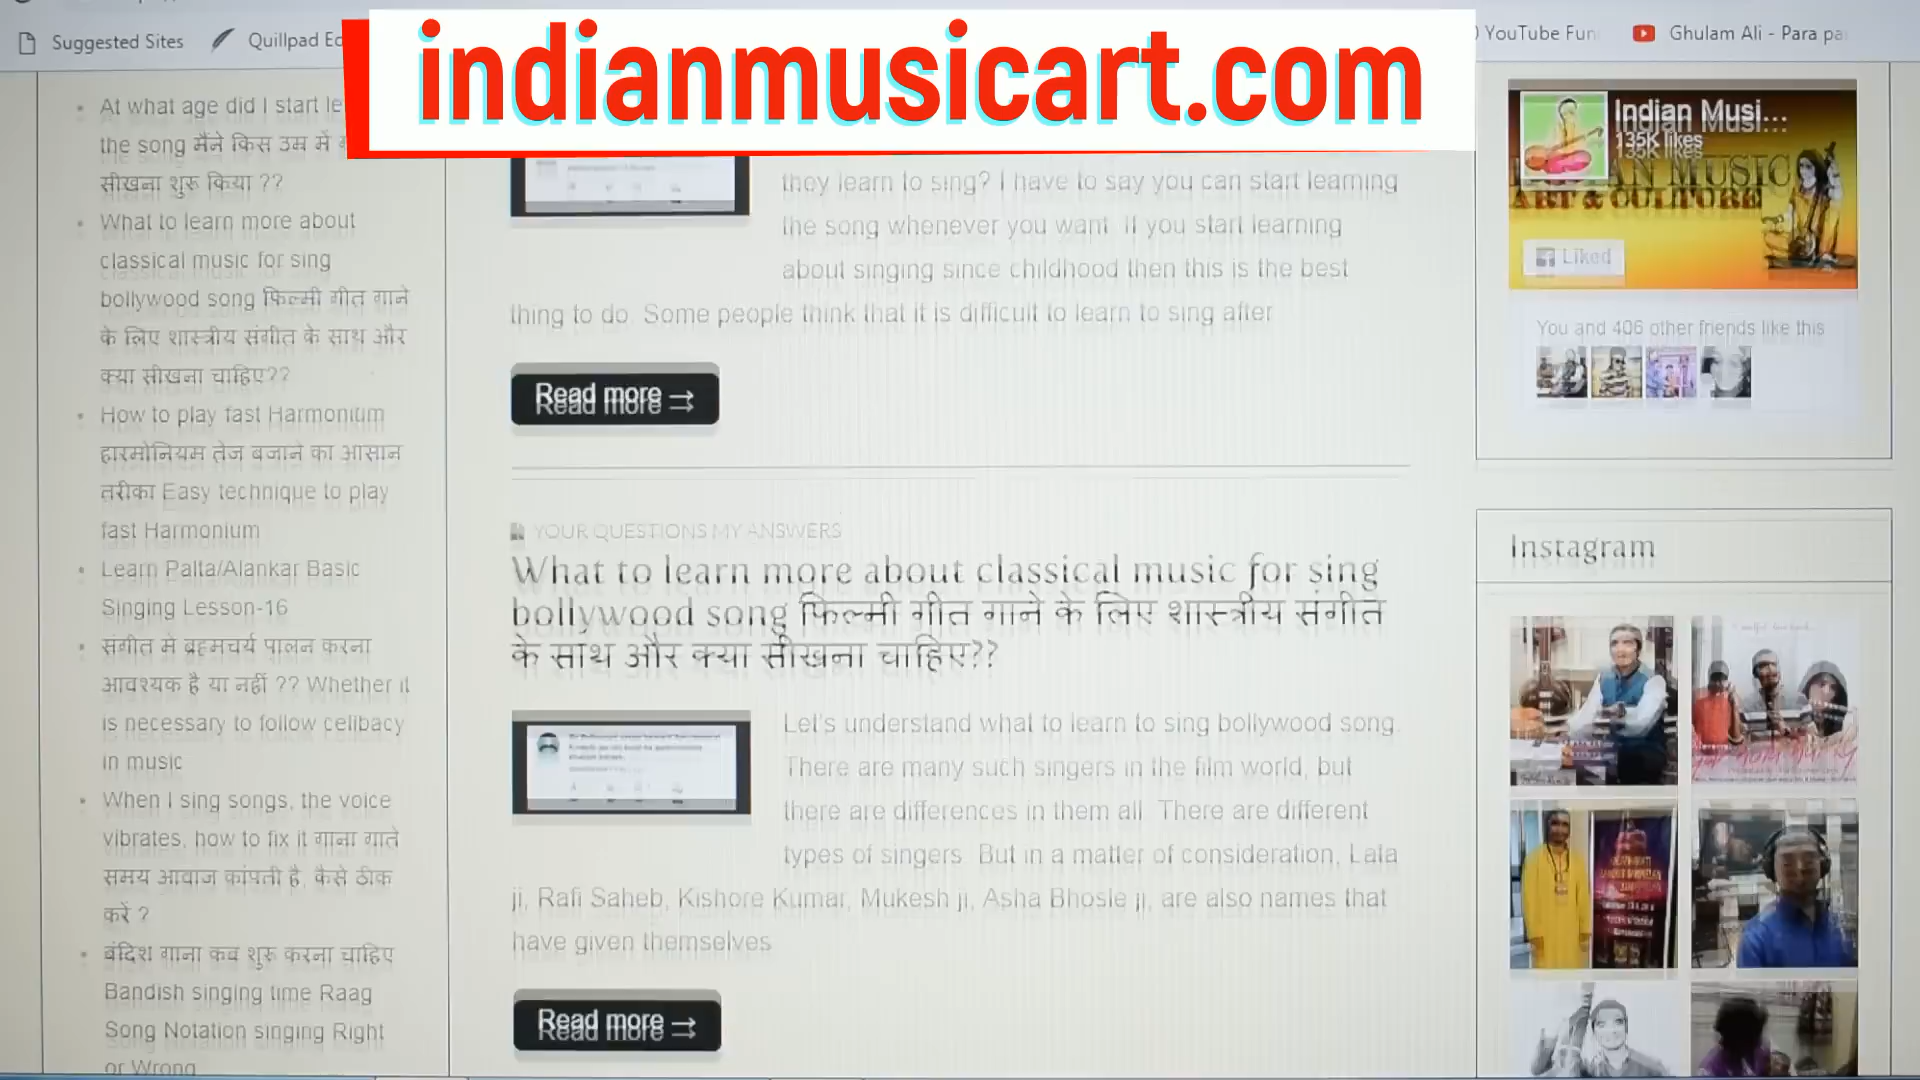 Suggested Sites
Quillpad
indianmusicart.com
YouTube Fun
Ghulam Ali - Para pa
At what age did I start le
the song मैंने किस उम्र में
सीखना शुरू किया ??
What to learn more about
classical music for sing
bollywood song फिल्मी गीत गाने
के लिए शास्त्रीय संगीत के साथ और
क्या सीखना चाहिए??
How to play fast Harmonium
हारमोनियम तेज बजाने का आसान
तरीका Easy technique to play
fast Harmonium
Learn Palta/Alankar Basic
Singing Lesson-16
संगीत मे ब्रह्मचर्य पालन करना
आवश्यक है या नहीं ?? Whether it
is necessary to follow celibacy
in music
When I sing songs, the voice
vibrates, how to fix it गाना गाते
समय आवाज कांपती है, कैसे ठीक
करें ?
बंदिश गाना कब शुरू करना चाहिए
Bandish singing time Raag
Song Notation singing Right
or Wrong
they learn to sing? I have to say you can start learning
the song whenever you want. If you start learning
about singing since childhood then this is the best
thing to do. Some people think that it is difficult to learn to sing after
Read more →
YOUR QUESTIONS MY ANSWERS
What to learn more about classical music for sing
bollywood song फिल्मी गीत गाने के लिए शास्त्रीय संगीत
के साथ और क्या सीखना चाहिए??
Let's understand what to learn to sing bollywood song.
There are many such singers in the film world, but
there are differences in them all. There are different
types of singers. But in a matter of consideration, Lata
ji, Rafi Saheb, Kishore Kumar, Mukesh ji, Asha Bhosle ji, are also names that
have given themselves
Read more →
Indian Musi...
135K likes
INDIAN MUSIC
ART & CULTURE
Liked
You and 406 other friends like this
Instagram